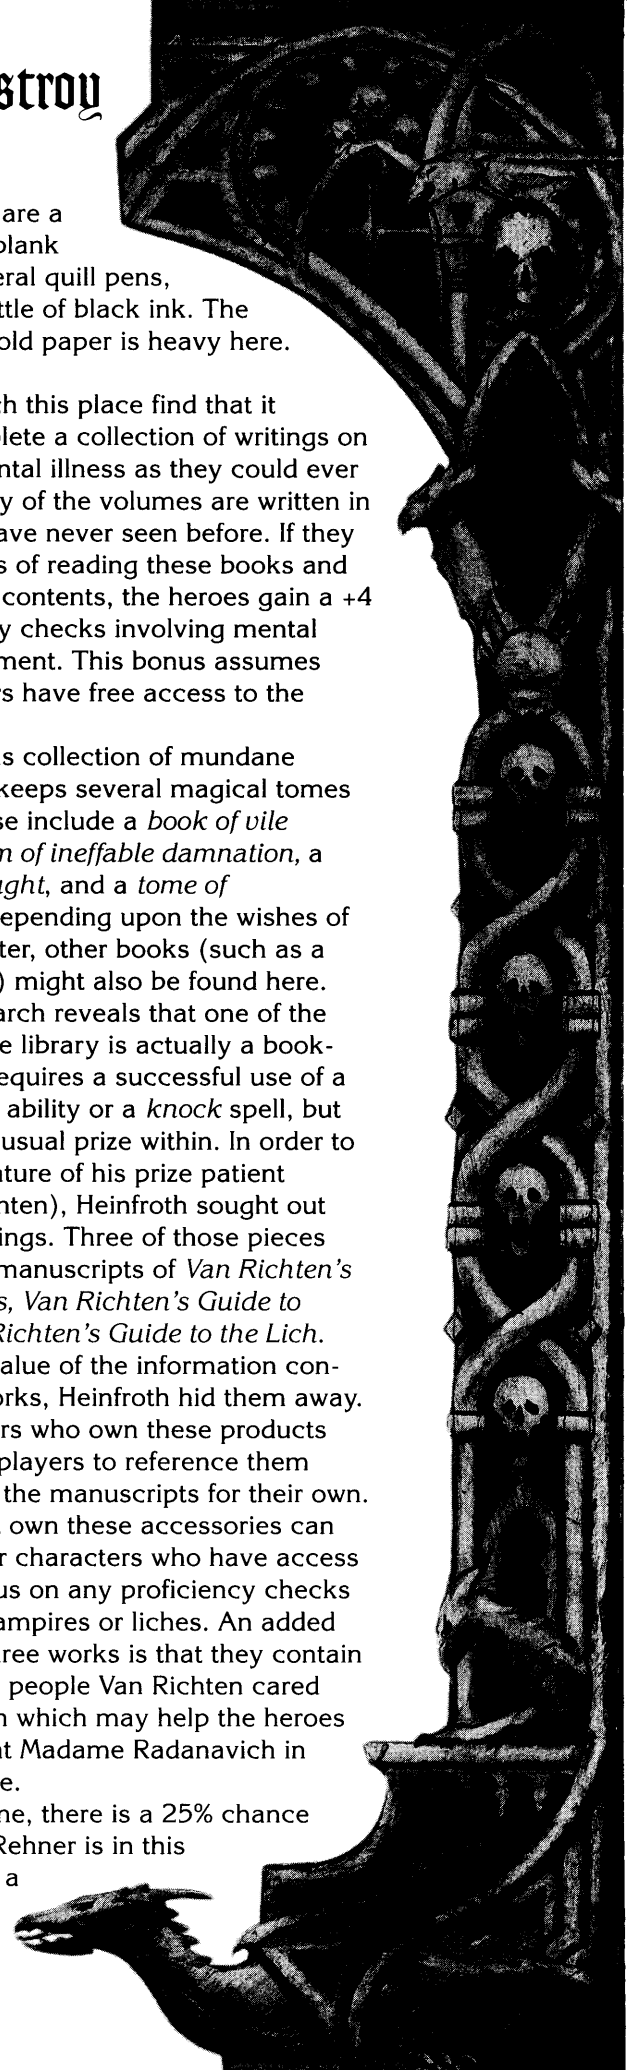 stroy
are a
blank
eral quill pens,
ttle of black ink. The
old paper is heavy here.
h this place find that it
lete a collection of writings on
ntal illness as they could ever
y of the volumes are written in
ave never seen before. If they
s of reading these books and
contents, the heroes gain a +4
y checks involving mental
ment. This bonus assumes
rs have free access to the
s collection of mundane
keeps several magical tomes
se include a book of vile
n of ineffable damnation, a
ught, and a tome of
epending upon the wishes of
ter, other books (such as a
) might also be found here.
arch reveals that one of the
e library is actually a book-
equires a successful use of a
ability or a knock spell, but
usual prize within. In order to
ature of his prize patient
hten), Heinfroth sought out
ings. Three of those pieces
manuscripts of Van Richten's
s, Van Richten's Guide to
Richten's Guide to the Lich.
alue of the information con-
orks, Heinfroth hid them away.
rs who own these products
players to reference them
the manuscripts for their own.
own these accessories can
r characters who have access
us on any proficiency checks
ampires or liches. An added
ree works is that they contain
people Van Richten cared
n which may help the heroes
at Madame Radanavich in
e.
ne, there is a 25% chance
Rehner is in this
a